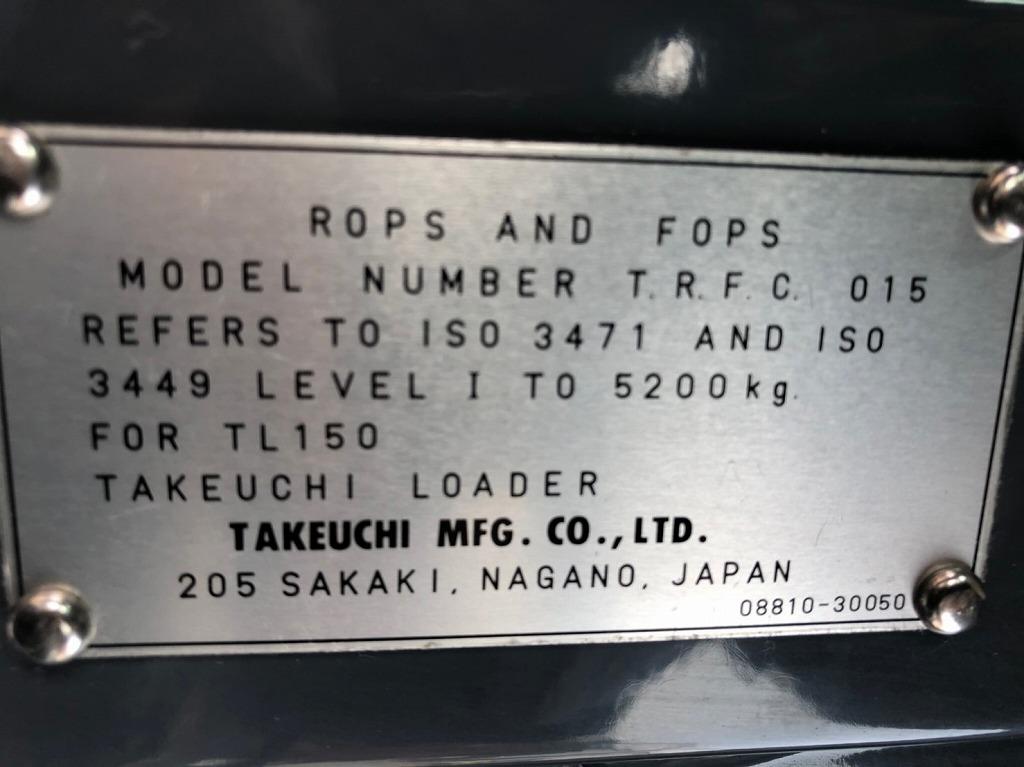 ROPS AND FOPS
MODEL NUMBER T.R.F.C. 015
REFERS TO ISO 3471 AND ISO
3449 LEVEL I TO 5200kg.
FOR TL150
TAKEUCHI LOADER
TAKEUCHI MFG. CO., LTD.
205 SAKAKI, NAGANO, JAPAN
08810-30050